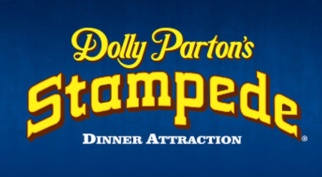 Dolly Parton's
Stampede
DINNER ATTRACTION
®